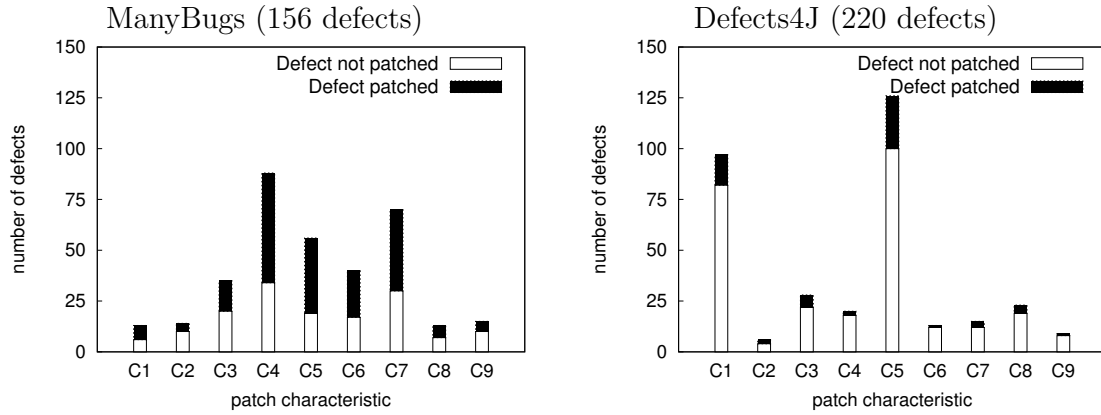 ManyBugs (156 defects)
150
125
100
75
50
25
0
number of defects
Defect not patched
Defect patched
C1 C2 C3 C4 C5 C6 C7 C8 C9
patch characteristic
Defects4J (220 defects)
150
125
100
75
50
25
0
number of defects
Defect not patched
Defect patched
C1 C2 C3 C4 C5 C6 C7 C8 C9
patch characteristic